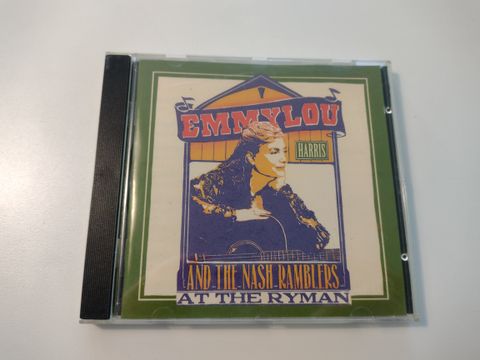 EMMYLOU
HARRIS
AND THE NASH RAMBLERS
AT THE RYMAN